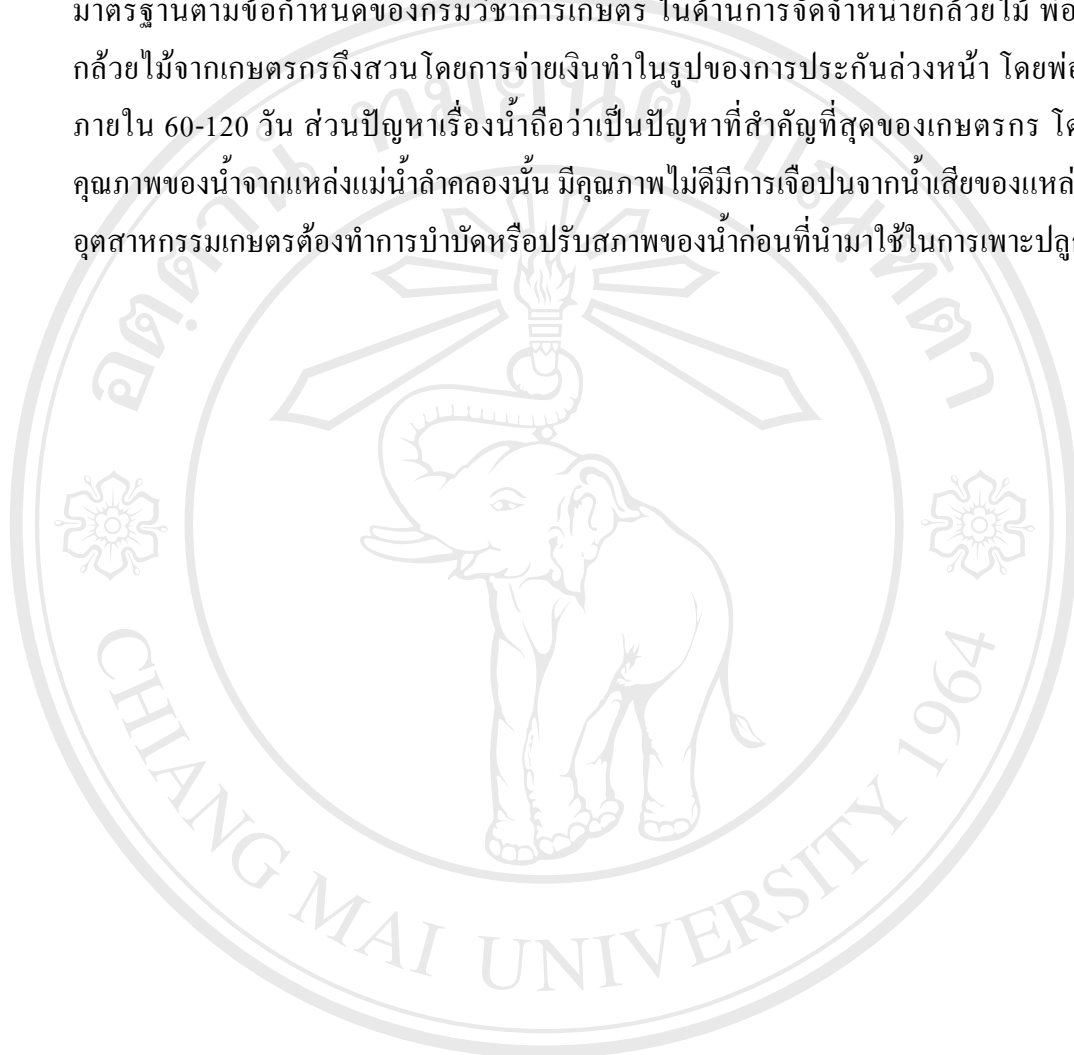 มาตรฐานตามข้อกำหนดของกรมวิชาการเกษตร ในด้านการจัดจำหน่ายกล้วยไม้ พ่อ
กล้วยไม้จากเกษตรกรถึงสวนโดยการจ่ายเงินทำในรูปของการประกันล่วงหน้า โดยพ่อ
ภายใน 60-120 วัน ส่วนปัญหาเรื่องน้ำถือว่าเป็นปัญหาที่สำคัญที่สุดของเกษตรกร โด
คุณภาพของน้ำจากแหล่งแม่น้ำลำคลองนั้น มีคุณภาพไม่ดีมีการเจือปนจากน้ำเสียของแหล่
อุตสาหกรรมเกษตรต้องทำการบำบัดหรือปรับสภาพของน้ำก่อนที่นำมาใช้ในการเพาะปลูก
CHIANG MAI UNIVERSITY 1964